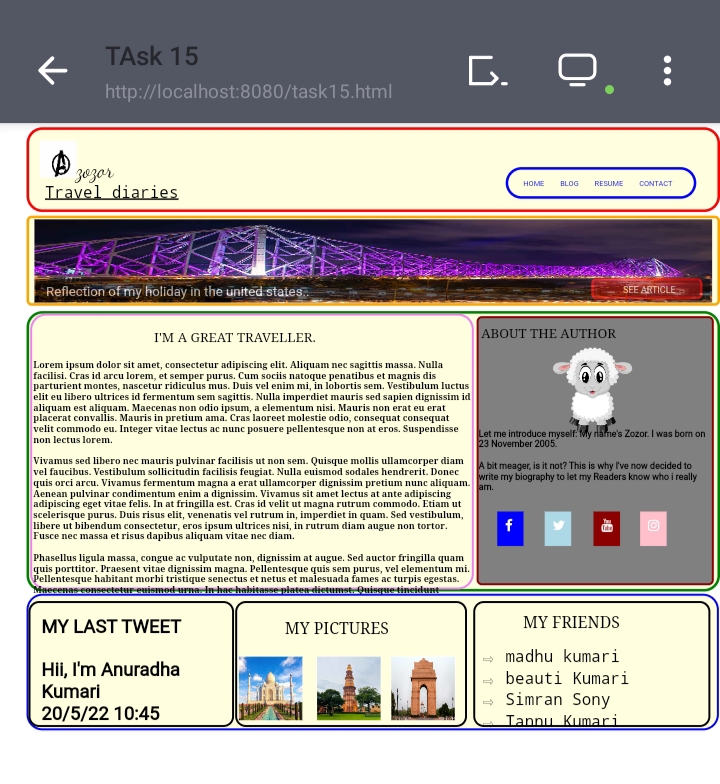 TAsk 15
http://localhost:8080/task15.html
zozor
Travel diaries
HOME BLOG RESUME CONTACT
Reflection of my holiday in the united states..
SEE ARTICLE
I'M A GREAT TRAVELLER.
Lorem ipsum dolor sit amet, consectetur adipiscing elit. Aliquam nec sagittis massa. Nulla
facilisi. Cras id arcu lorem, et semper purus. Cum sociis natoque penatibus et magnis dis
parturient montes, nascetur ridiculus mus. Duis vel enim mi, in lobortis sem. Vestibulum luctus
elit eu libero ultrices id fermentum sem sagittis. Nulla imperdiet mauris sed sapien dignissim id
aliquam est aliquam. Maecenas non odio ipsum, a elementum nisi. Mauris non erat eu erat
placerat convallis. Mauris in pretium ama. Cras laoreet molestie odio, consequat consequat
velit commodo eu. Integer vitae lectus ac nunc posuere pellentesque non at eros. Suspendisse
non lectus lorem.
Vivamus sed libero nec mauris pulvinar facilisis ut non sem. Quisque mollis ullamcorper diam
vel faucibus. Vestibulum sollicitudin facilisis feugiat. Nulla euismod sodales hendrerit. Donec
quis orci arcu. Vivamus fermentum magna a erat ullamcorper dignissim pretium nunc aliquam.
Aenean pulvinar condimentum enim a dignissim. Vivamus sit amet lectus at ante adipiscing
adipiscing eget vitae felis. In at fringilla est. Cras id velit ut magna rutrum commodo. Etiam ut
scelerisque purus. Duis risus elit, venenatis vel rutrum in, imperdiet in quam. Sed vestibulum,
libere ut bibendum consectetur, eros ipsum ultrices nisi, in rutrum diam augue non tortor.
Fusce nec massa et risus dapibus aliquam vitae nec diam.
Phasellus ligula massa, congue ac vulputate non, dignissim at augue. Sed auctor fringilla quam
quis porttitor. Praesent vitae dignissim magna. Pellentesque quis sem purus, vel elementum mi.
Pellentesque habitant morbi tristique senectus et netus et malesuada fames ac turpis egestas.
Maecenas consectetur euismod urna. In hac habitasse platea dictumst. Quisque tincidunt
ABOUT THE AUTHOR
Let me introduce myself: My name's Zozor. I was born on
23 November 2005.
A bit meager, is it not? This is why I've now decided to
write my biography to let my Readers know who i really
am.
You
Tube
MY LAST TWEET
Hii, I'm Anuradha
Kumari
20/5/22 10:45
MY PICTURES
MY FRIENDS
madhu kumari
beauti Kumari
Simran Sony
Tannu Kumari